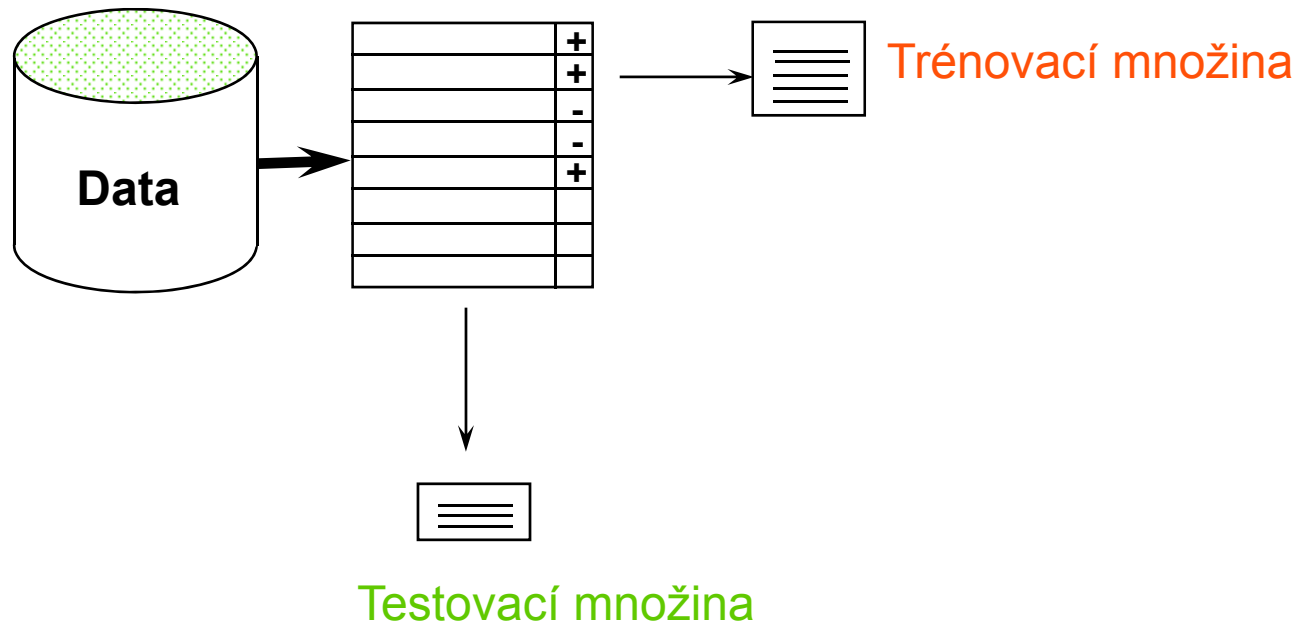 +
+
Trénovací množina
-
-
Data
+
Testovací množina